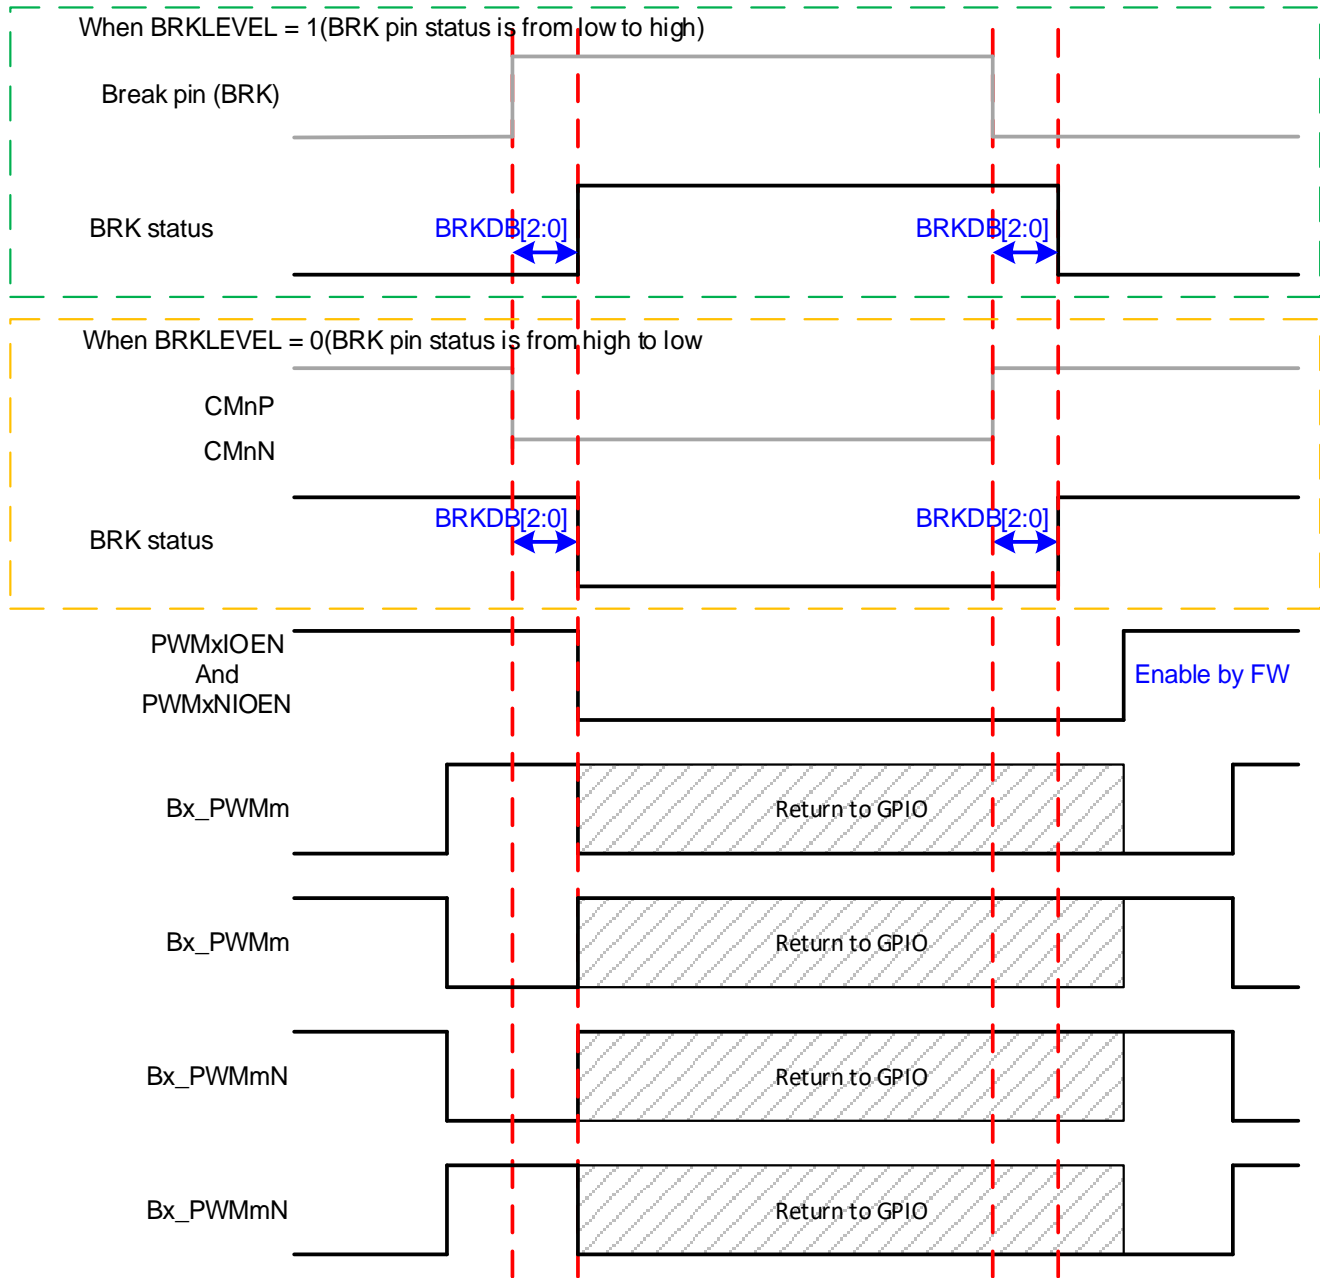 When BRKLEVEL = 1(BRK pin status is from low to high)
Break pin (BRK)
BRK status
BRKDB[2:0]
BRKDB[2:0]
When BRKLEVEL = 0(BRK pin status is from high to low
CMnP
CMnN
BRK status
BRKDB[2:0]
BRKDB[2:0]
PWMxIOEN
And
PWMxNIOEN
Enable by FW
Bx_PWMm
Return to GPIO
Bx_PWMm
Return to GPIO
Bx_PWMmN
Return to GPIO
Bx_PWMmN
Return to GPIO